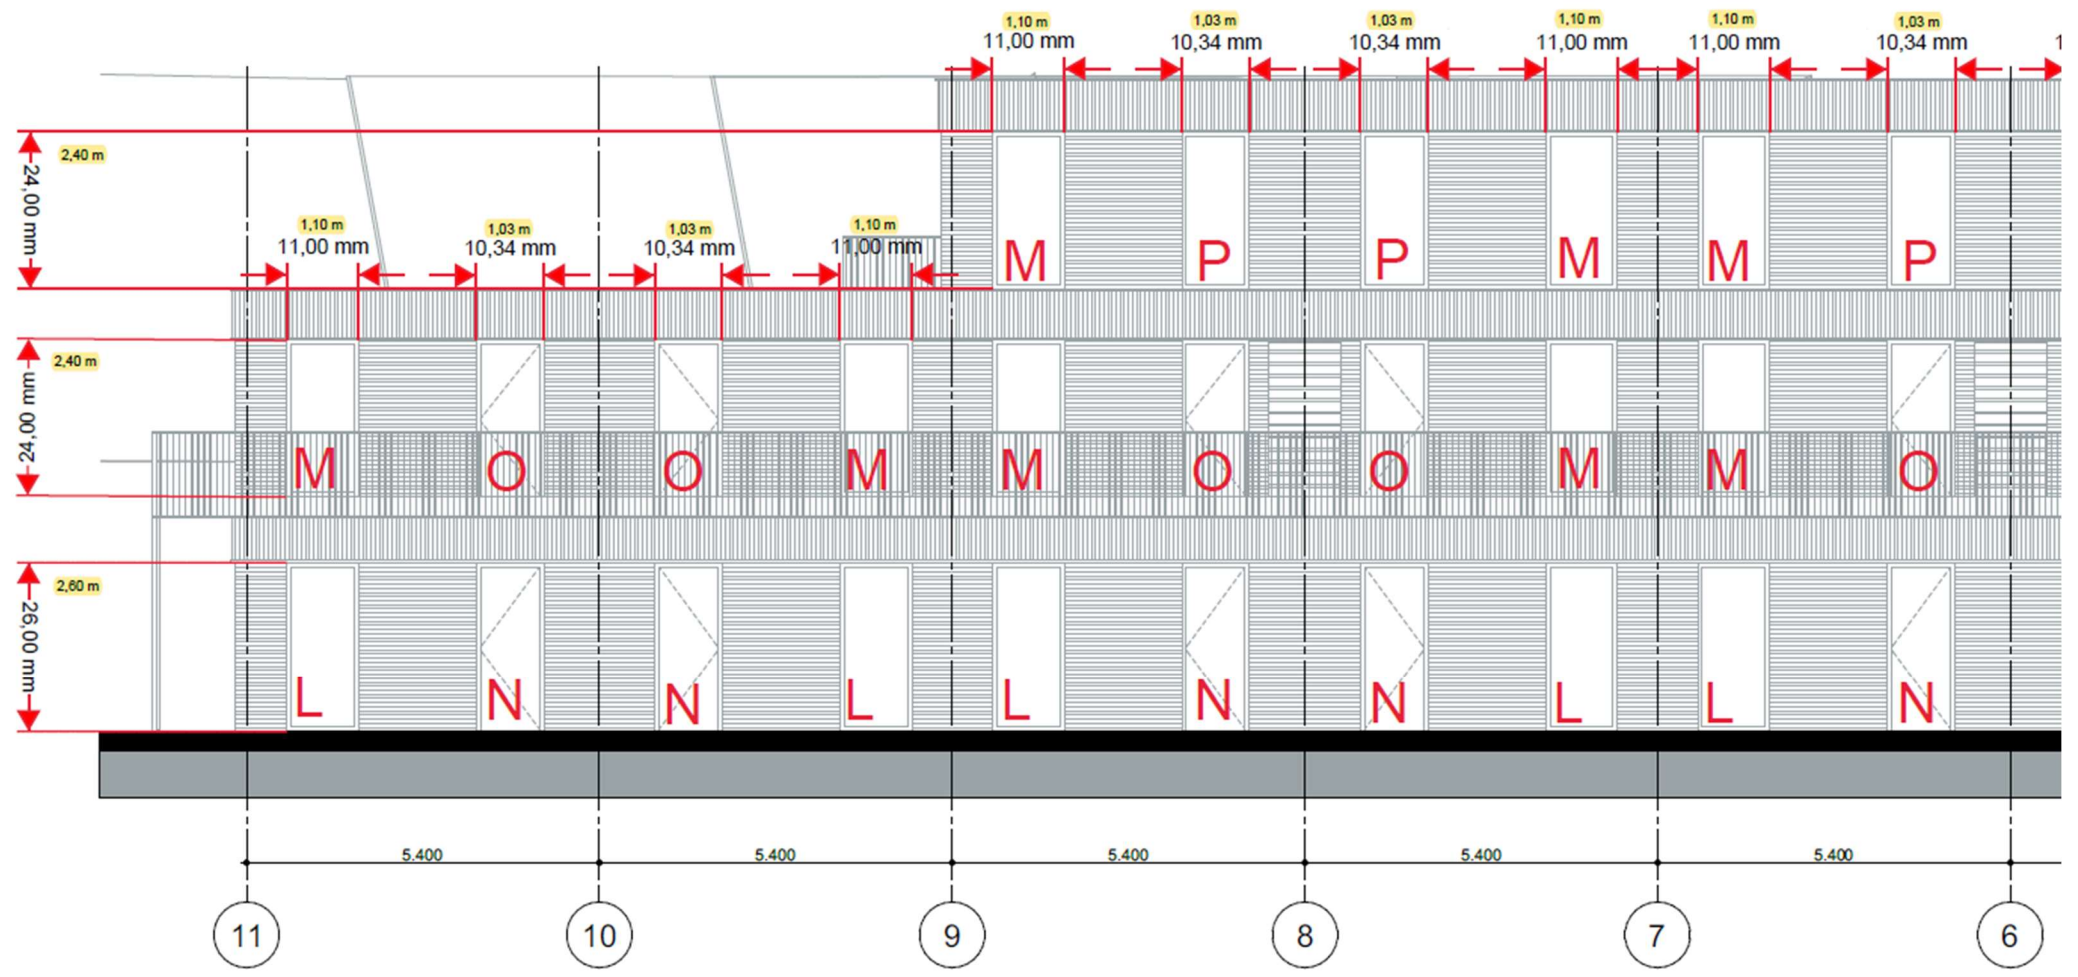 1,10 m 1,03 m 1,03 m 1,10 m 1,10 m 1,03 m
11,00 mm 10,34 mm 10,34 mm 11,00 mm 11,00 mm 10,34 mm 1
2,40 m
24,00 mm
1,10 m 1,03 m 1,03 m 1,10 m
11,00 mm 10,34 mm 10,34 mm 11,00 mm
M P P M M P
2,40 m
24,00 mm
M O O M M O O M M O
2,60 m
26,00 mm
L N N L L N N L L N
5.400 5.400 5.400 5.400 5.400
11 10 9 8 7 6